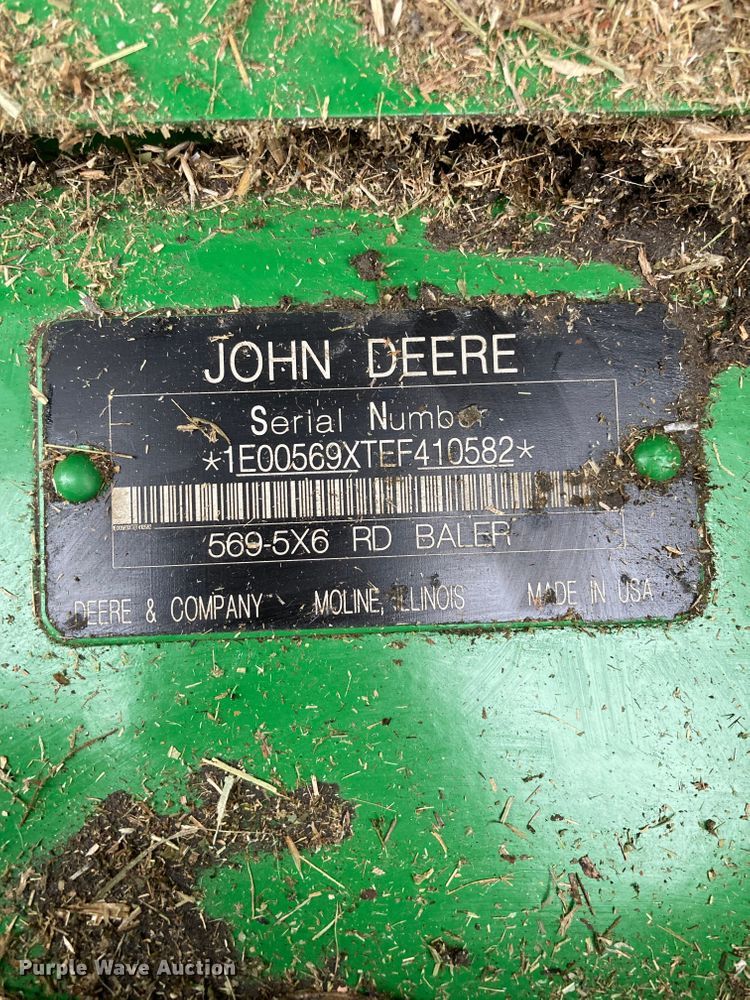 JOHN DEERE
Serial Number
*1E00569XTEF410582*
569-5X6 RD BALER
DEERE & COMPANY MOLINE, ILLINOIS MADE IN USA
Purple Wave Auction